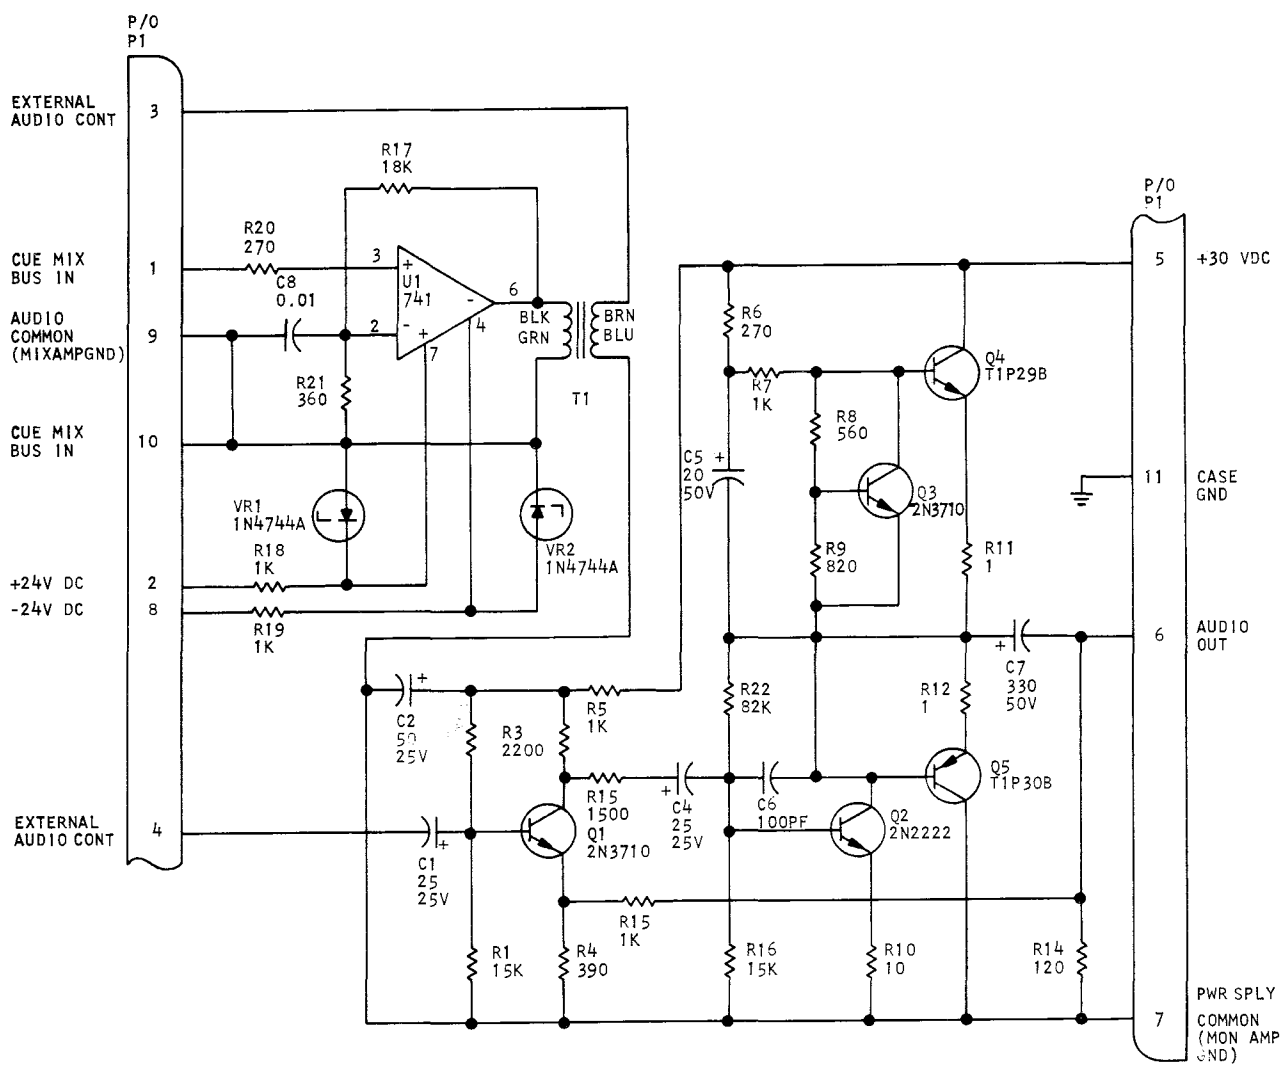 P/O
P1
EXTERNAL
AUDIO CONT
3
R17
18K
P/O
P1
R20
270
CUE MIX
BUS IN
1
3
+
U1
741
-
6
4
C8
0.01
AUDIO
COMMON
(MIXAMPGND)
9
2
-
+
7
BLK
GRN
BRN
BLU
T1
R21
360
CUE MIX
BUS IN
10
5
+30 VDC
R6
270
R7
1K
Q4
T1P29B
R8
560
C5
20
50V
+
Q3
2N3710
11
CASE
GND
VR1
1N4744A
VR2
1N4744A
R18
1K
+24V DC
2
-24V DC
8
R19
1K
R9
820
R11
1
6
AUDIO
OUT
+
C7
330
50V
R12
1
R22
82K
C2
50
25V
+
R3
2200
R5
1K
R15
1500
+
C4
25
25V
C6
100PF
Q5
T1P30B
Q2
2N2222
EXTERNAL
AUDIO CONT
4
C1
25
25V
+
Q1
2N3710
R15
1K
R1
15K
R4
390
R16
15K
R10
10
R14
120
7
PWR SPLY
COMMON
(MON AMP
GND)